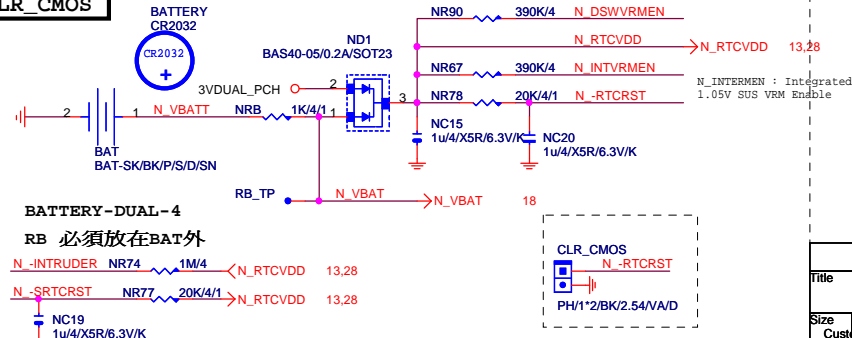 CLR_CMOS
BATTERY
CR2032
CR2032
+
ND1
BAS40-05/0.2A/SOT23
3VDUAL_PCH
2
1
3
NR90
390K/4
N_DSWVRMEN
N_RTCVDD
N_RTCVDD
13,28
NR67
390K/4
N_INTVRMEN
N_INTERMEN : Integrated
1.05V SUS VRM Enable
NR78
20K/4/1
N_-RTCRST
2
1
N_VBATT
NRB
1K/4/1
BAT
BAT-SK/BK/P/S/D/SN
NC15
1u/4/X5R/6.3V/K
NC20
1u/4/X5R/6.3V/K
RB_TP
N_VBAT
N_VBAT
18
BATTERY-DUAL-4
RB 必須放在BAT外
N_-INTRUDER
NR74
1M/4
N_RTCVDD
13,28
N_-SRTCRST
NR77
20K/4/1
N_RTCVDD
13,28
NC19
1u/4/X5R/6.3V/K
CLR_CMOS
N_-RTCRST
PH/1*2/BK/2.54/VA/D
Title
Size